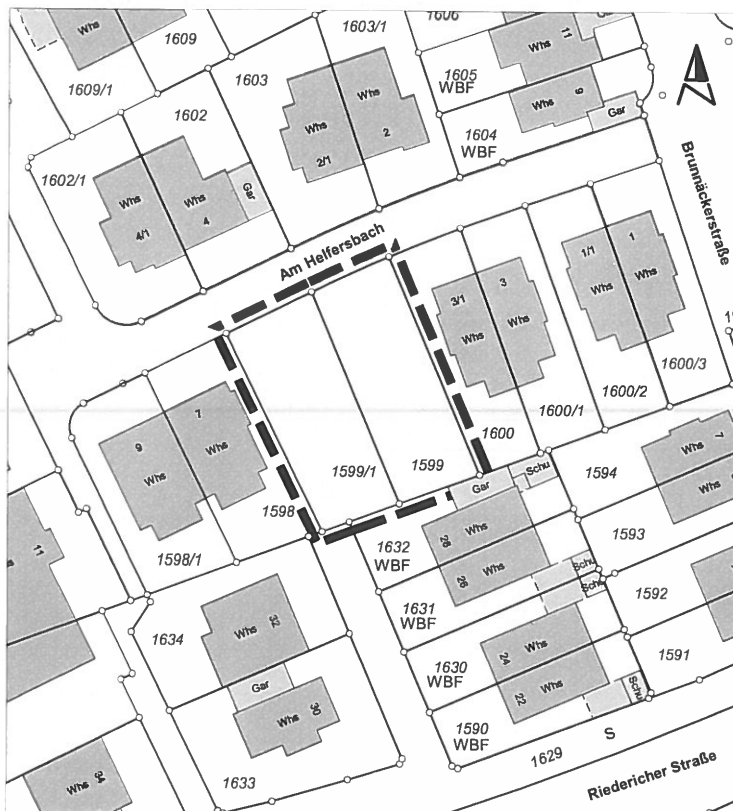 1606
1603/1
1609
Whs
11
Gar
Whs
1609/1
1603
1605
WBF
Whs
9
1602
Whs
2/1
Whs
2
1604
WBF
Gar
Brunnäckerstraße
1602/1
Whs
4/1
Whs
4
Gar
Am Helfersbach
1/1
Whs
1
Whs
3/1
Whs
3
Whs
1600/3
1600/2
1600/1
1600
9
Whs
7
Whs
1599/1
1599
1598
1598/1
11
Gar
Schu
1594
7
Whs
1632
WBF
28
Whs
26
Whs
1593
1631
WBF
Schu
Schu
1592
1634
Whs
32
1630
WBF
24
Whs
22
Whs
1591
Gar
Whs
30
1590
WBF
Schu
1633
1629
S
Whs
34
Riedericher Straße